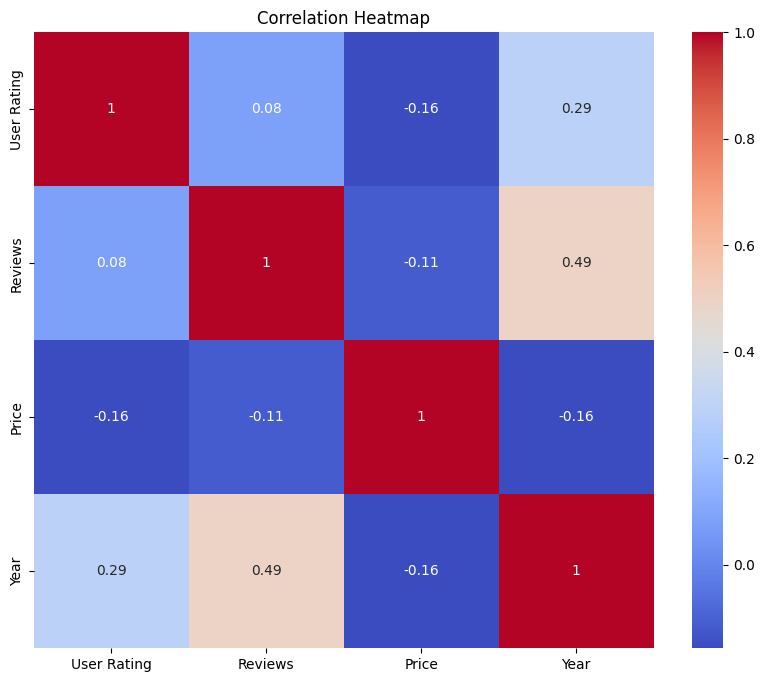 Correlation Heatmap
User Rating
1
0.08
-0.16
0.29
Reviews
0.08
1
-0.11
0.49
Price
-0.16
-0.11
1
-0.16
Year
0.29
0.49
-0.16
1
User Rating
Reviews
Price
Year
1.0
0.8
0.6
0.4
0.2
0.0